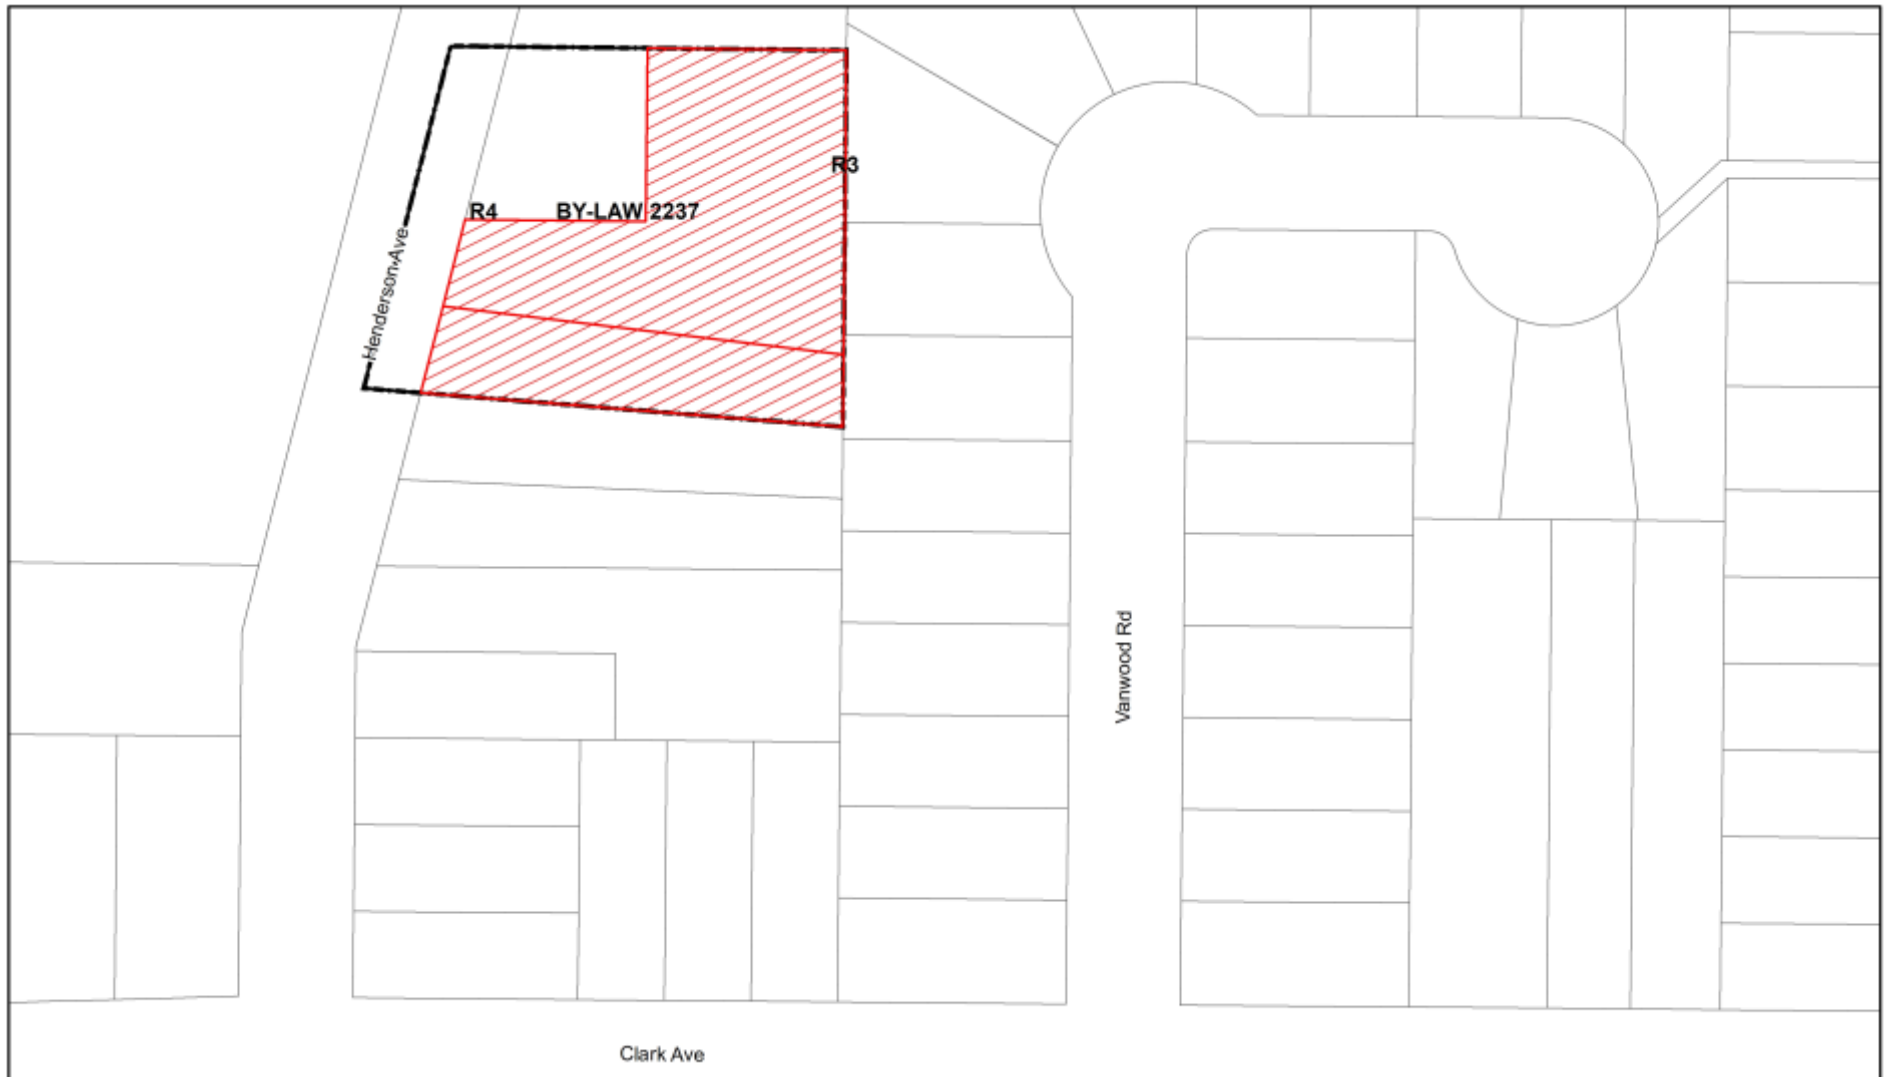 R3
R4
BY-LAW 2237
Henderson Ave
Vanwood Rd
Clark Ave